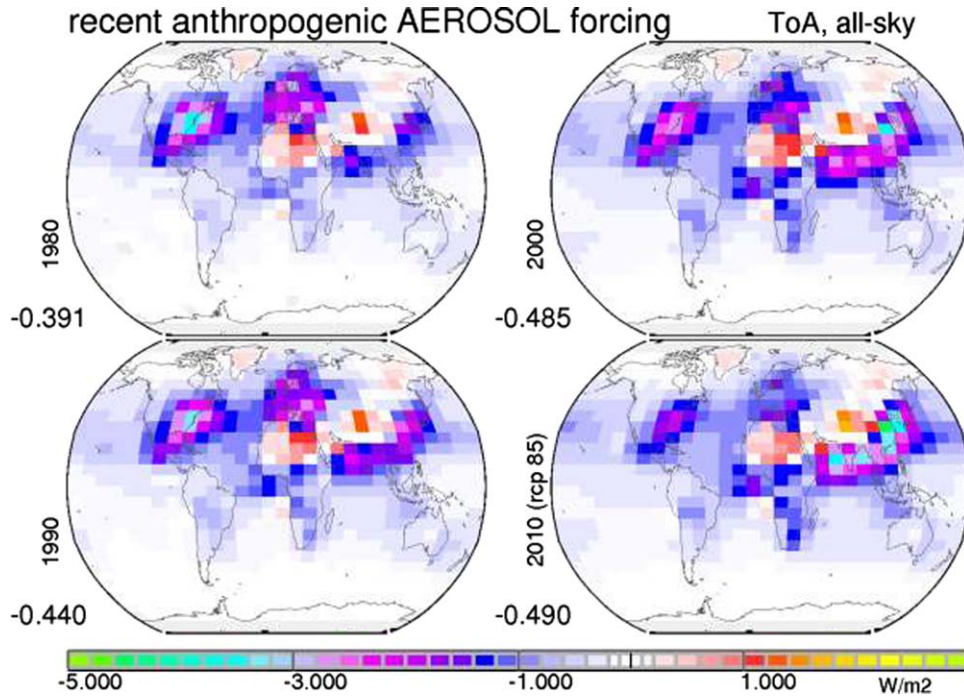 recent anthropogenic AEROSOL forcing ToA, all-sky
1980
-0.391
2000
-0.485
1990
-0.440
2010 (rcp 85)
-0.490
-5.000 -3.000 -1.000 1.000 W/m2